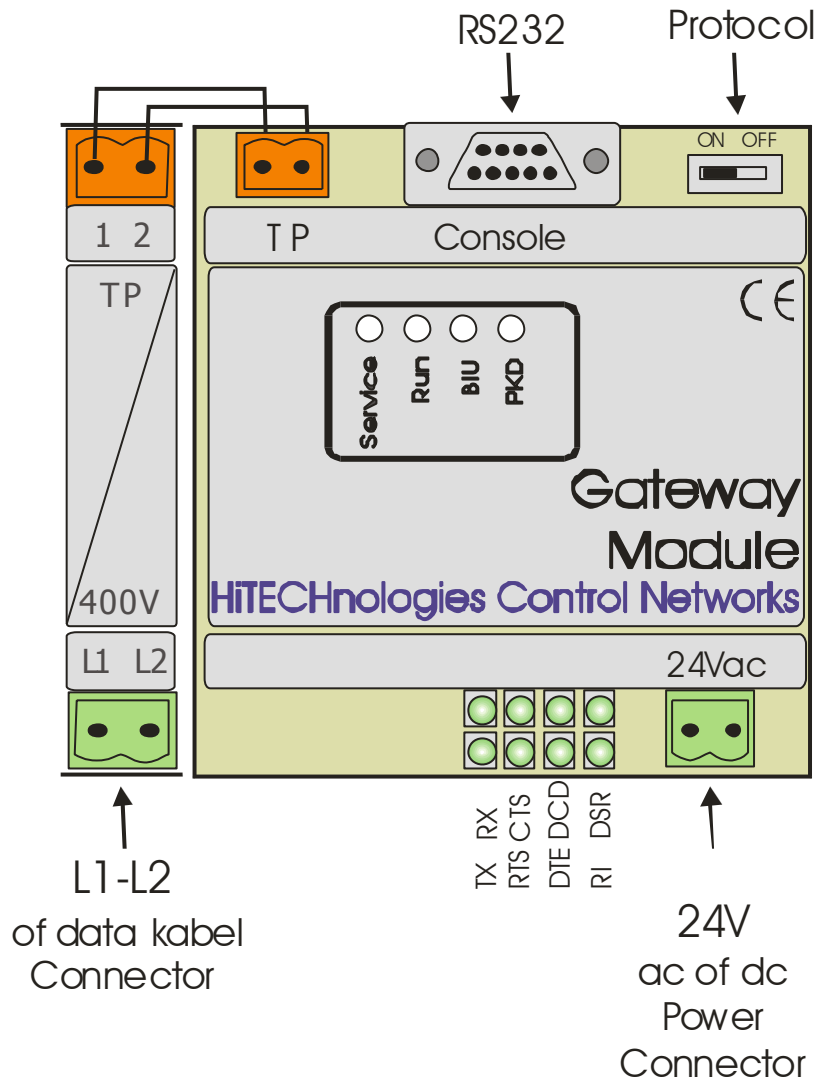 RS232
Protocol
ON OFF
1 2
T P
Console
TP
CE
Service
Run
BIU
PKD
Gateway
Module
400V
HiTECHnologies Control Networks
L1 L2
24Vac
TX RX
RTS CTS
DTE DCD
RI DSR
L1-L2
of data kabel
Connector
24V
ac of dc
Power
Connector